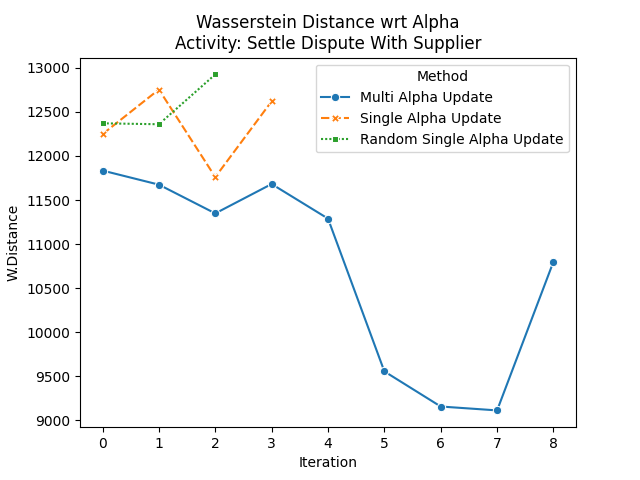 Wasserstein Distance wrt Alpha
Activity: Settle Dispute With Supplier
Method
Multi Alpha Update
Single Alpha Update
Random Single Alpha Update
W.Distance
13000
12500
12000
11500
11000
10500
10000
9500
9000
0 1 2 3 4 5 6 7 8
Iteration